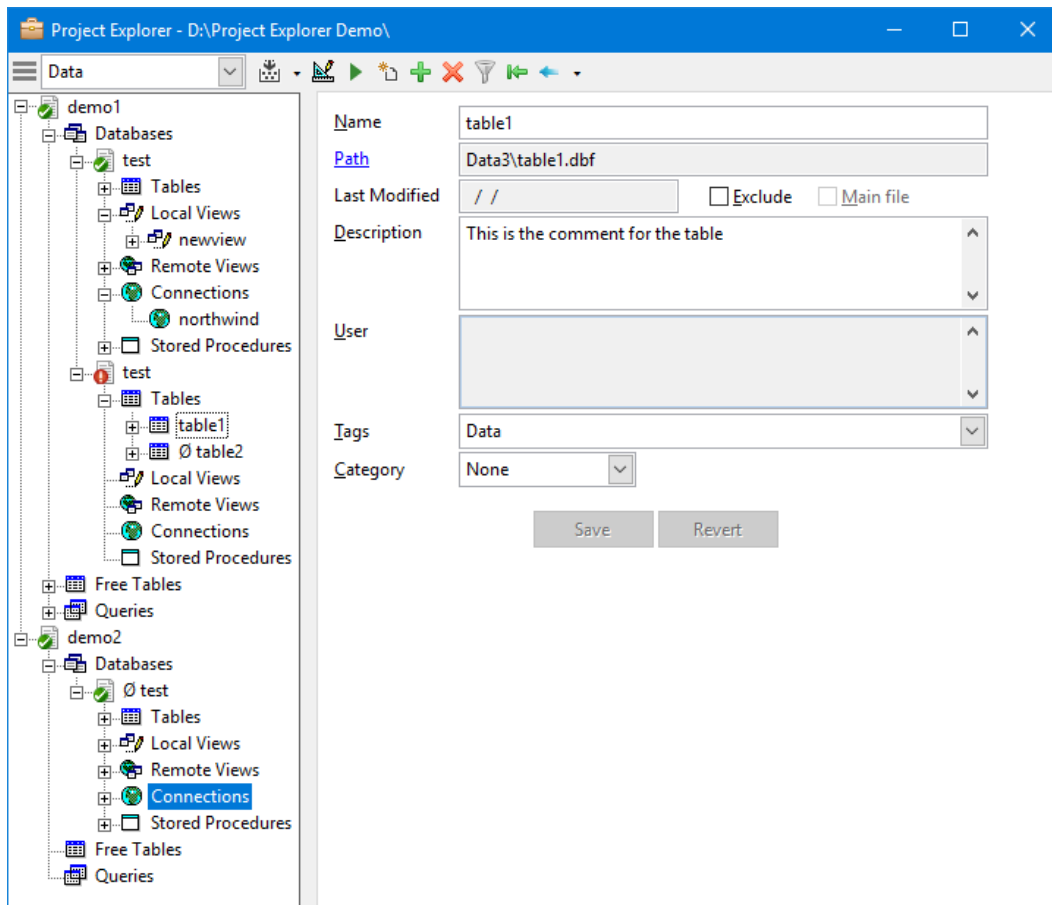 Project Explorer - D:\Project Explorer Demo\
Data
demo1
Databases
test
Tables
Local Views
newview
Remote Views
Connections
northwind
Stored Procedures
test
Tables
table1
Ø table2
Local Views
Remote Views
Connections
Stored Procedures
Free Tables
Queries
demo2
Databases
Ø test
Tables
Local Views
Remote Views
Connections
Stored Procedures
Free Tables
Queries
Name table1
Path Data3\table1.dbf
Last Modified / / Exclude Main file
Description This is the comment for the table
User
Tags Data
Category None
Save Revert